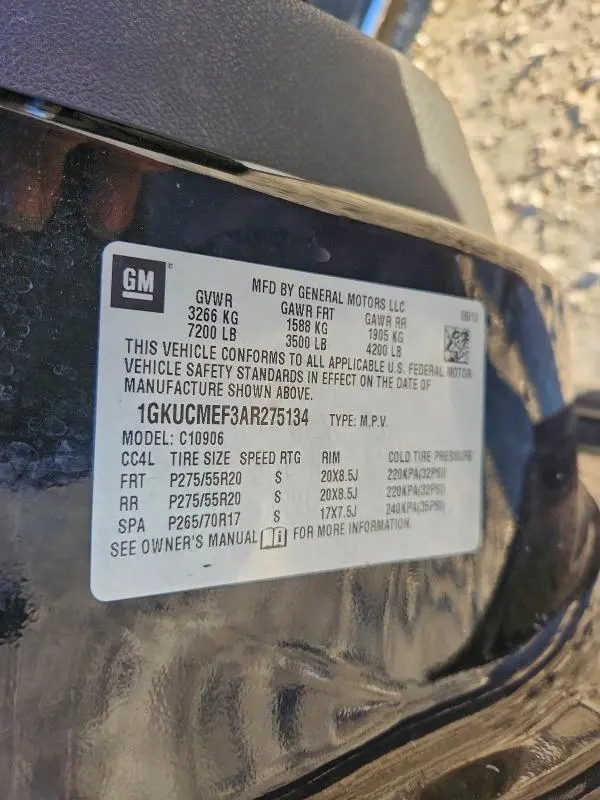 GM
MFD BY GENERAL MOTORS LLC
GVWR GAWR FRT GAWR RR
3266 KG 1588 KG 1905 KG
7200 LB 3500 LB 4200 LB
THIS VEHICLE CONFORMS TO ALL APPLICABLE U.S. FEDERAL MOTOR
VEHICLE SAFETY STANDARDS IN EFFECT ON THE DATE OF
MANUFACTURE SHOWN ABOVE.
1GKUCMEF3AR275134 TYPE: M.P.V.
MODEL: C10906
CC4L TIRE SIZE SPEED RTG RIM COLD TIRE PRESSURE
FRT P275/55R20 S 20X8.5J 220KPA(32PSI)
RR P275/55R20 S 20X8.5J 220KPA(32PSI)
SPA P265/70R17 S 17X7.5J 240KPA(35PSI)
SEE OWNER'S MANUAL FOR MORE INFORMATION.